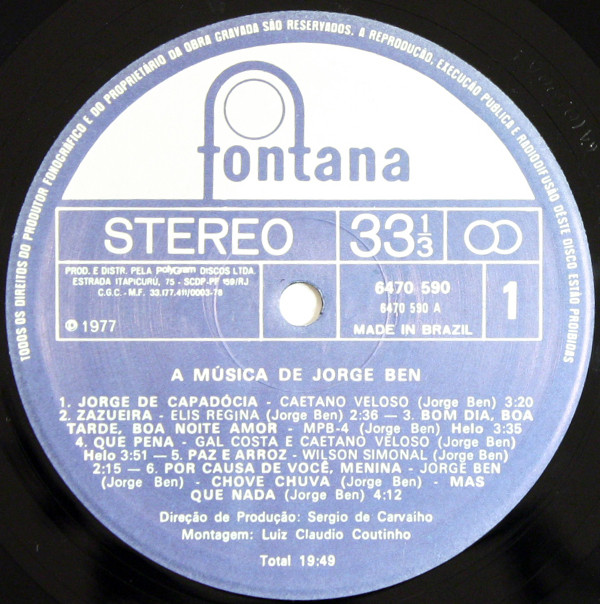 TODOS OS DIREITOS DO PRODUTOR FONOGRÁFICO E DO PROPRIETÁRIO DA OBRA GRAVADA SÃO RESERVADOS. A REPRODUÇÃO, EXECUÇÃO PUBLICA E RADIODIFUSÃO DESTE DISCO ESTÃO PROIBIDAS
fontana
STEREO 33 1/3
PROD. E DISTR. PELA PolyGram DISCOS LTDA.
ESTRADA ITAPICURU, 75 - SCDP-PF 159/RJ
C.G.C. - M.F. 33.177.411/0003-78
℗ 1977
6470 590
6470 590 A
MADE IN BRAZIL
1
A MÚSICA DE JORGE BEN
1. JORGE DE CAPADÓCIA - CAETANO VELOSO (Jorge Ben) 3:20
2. ZAZUEIRA - ELIS REGINA (Jorge Ben) 2:36 — 3. BOM DIA, BOA
TARDE, BOA NOITE AMOR - MPB-4 (Jorge Ben) Helo 3:35
4. QUE PENA - GAL COSTA E CAETANO VELOSO (Jorge Ben)
Helo 3:51 — 5. PAZ E ARROZ - WILSON SIMONAL (Jorge Ben)
2:15 — 6. POR CAUSA DE VOCÊ, MENINA - JORGE BEN
(Jorge Ben) - CHOVE CHUVA (Jorge Ben) - MAS
QUE NADA (Jorge Ben) 4:12
Direção de Produção: Sergio de Carvalho
Montagem: Luiz Claudio Coutinho
Total 19:49